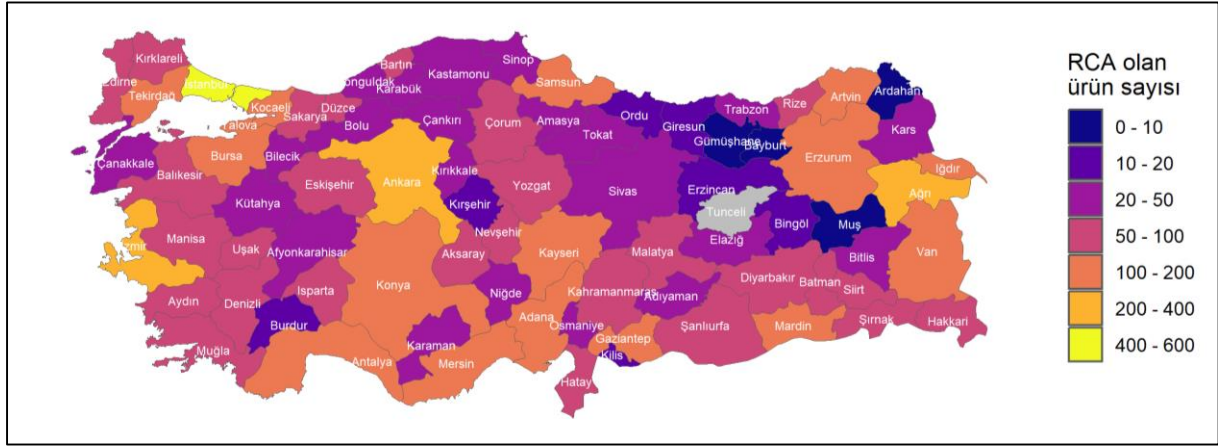 Kırklareli
Edirne
Tekirdağ
İstanbul
Kocaeli
Yalova
Sakarya
Düzce
Bolu
Zonguldak
Bartın
Karabük
Kastamonu
Sinop
Samsun
Çankırı
Çorum
Amasya
Tokat
Ordu
Giresun
Gümüşhane
Trabzon
Bayburt
Rize
Artvin
Ardahan
Kars
Çanakkale
Balıkesir
Bursa
Bilecik
Eskişehir
Ankara
Kırıkkale
Kırşehir
Yozgat
Sivas
Erzincan
Erzurum
Ağrı
Iğdır
Kütahya
Manisa
İzmir
Uşak
Afyonkarahisar
Nevşehir
Aksaray
Kayseri
Malatya
Elazığ
Tunceli
Bingöl
Muş
Bitlis
Van
Aydın
Denizli
Isparta
Burdur
Konya
Niğde
Kahramanmaraş
Adıyaman
Diyarbakır
Batman
Siirt
Şırnak
Hakkari
Muğla
Antalya
Karaman
Mersin
Adana
Osmaniye
Gaziantep
Kilis
Şanlıurfa
Mardin
Hatay
RCA olan
ürün sayısı
0 - 10
10 - 20
20 - 50
50 - 100
100 - 200
200 - 400
400 - 600